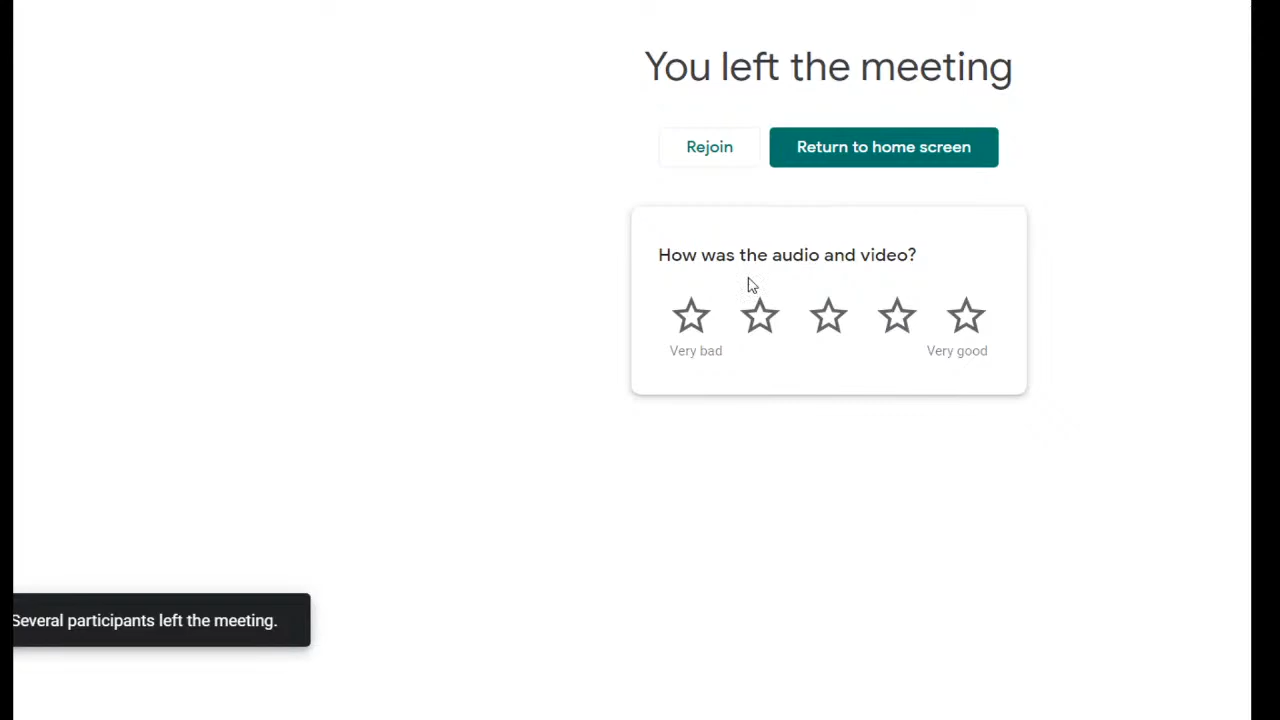 You left the meeting
Rejoin
Return to home screen
How was the audio and video?
Very bad
Very good
Several participants left the meeting.